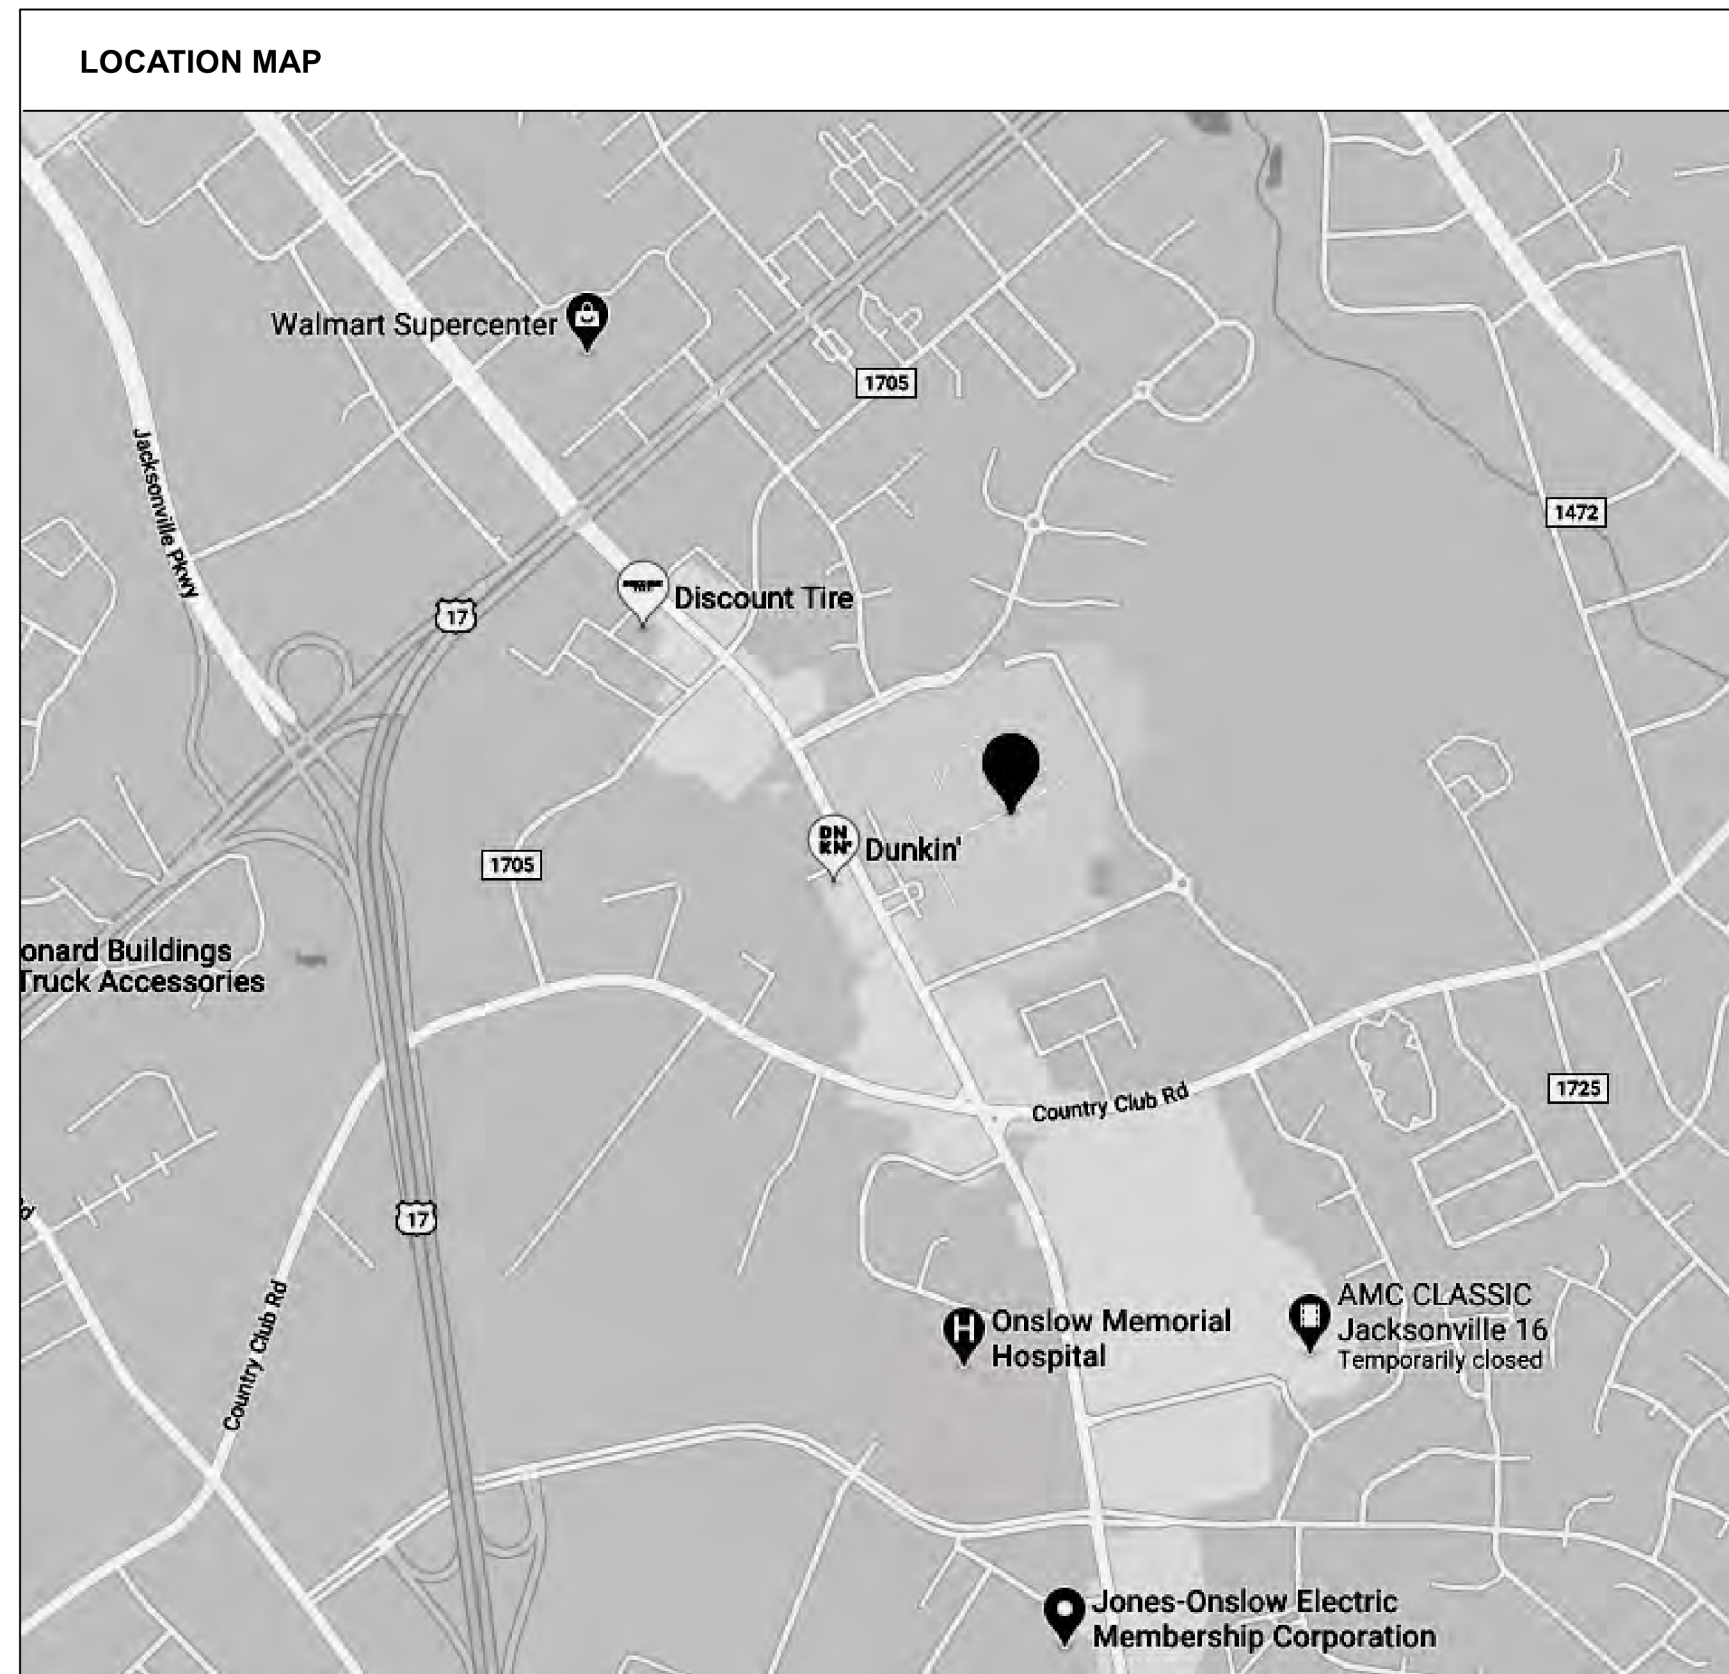 LOCATION MAP
Walmart Supercenter
1705
Jacksonville Pkwy
1472
17
Discount Tire
DN
KN'
Dunkin'
1705
onard Buildings
Truck Accessories
Country Club Rd
1725
17
Country Club Rd
AMC CLASSIC
Jacksonville 16
Temporarily closed
H
Onslow Memorial
Hospital
Jones-Onslow Electric
Membership Corporation